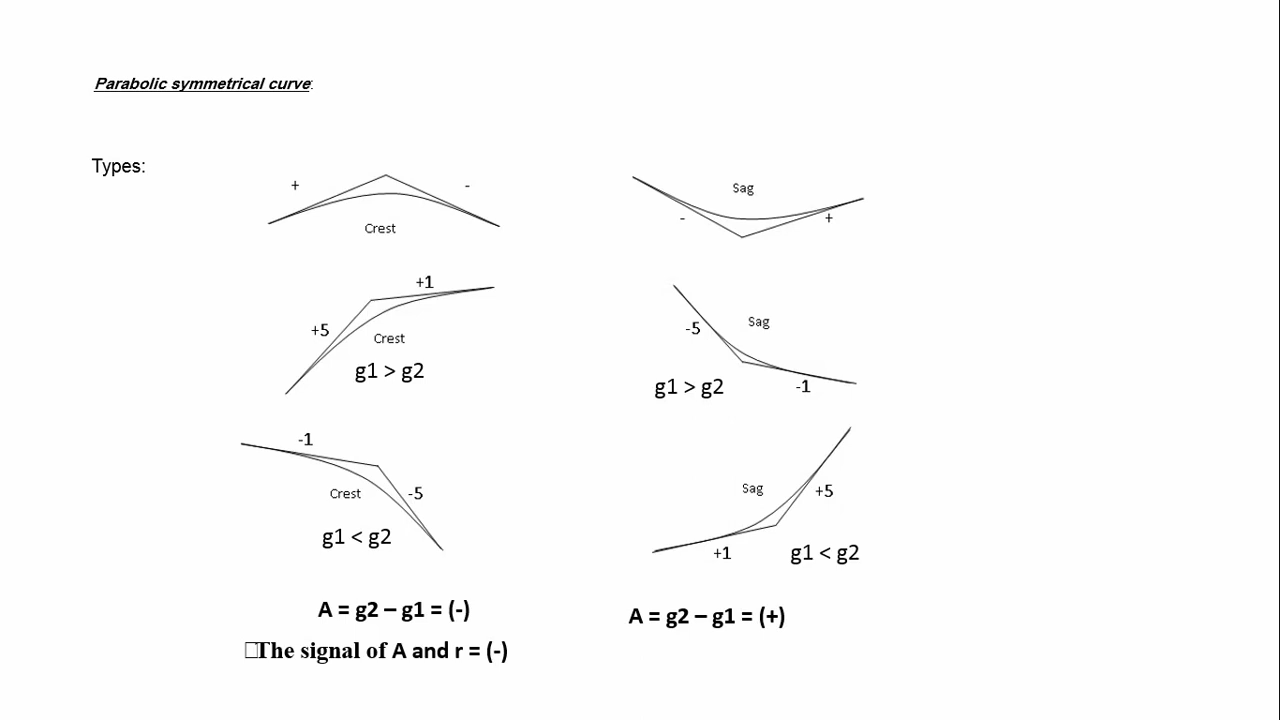 Parabolic symmetrical curve:
Types:
+
-
Crest
Sag
-
+
+1
+5
Crest
g1 > g2
-5
Sag
g1 > g2
-1
-1
Crest
-5
g1 < g2
Sag
+5
+1
g1 < g2
A = g2 – g1 = (-)
A = g2 – g1 = (+)
□The signal of A and r = (-)